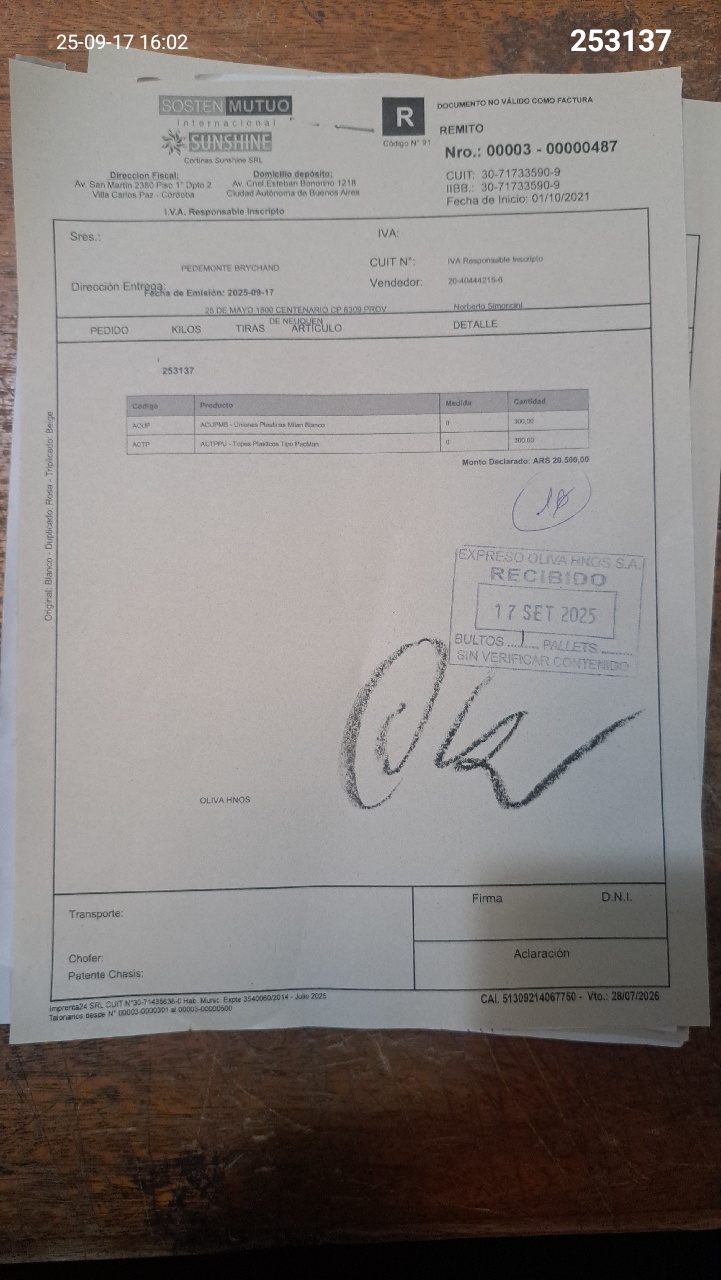 25-09-17 16:02
253137
SOSTEN MUTUO
Internacional
SUNSHINE
Cortinas Sunshine SRL
R
Código N° 91
DOCUMENTO NO VÁLIDO COMO FACTURA
REMITO
Nro.: 00003 - 00000487
CUIT: 30-71733590-9
IIBB.: 30-71733590-9
Fecha de Inicio: 01/10/2021
Direccion Fiscal:
Av. San Martin 2380 Piso 1° Dpto 2
Villa Carlos Paz - Córdoba
Domicilio depósito:
Av. Cnel.Esteban Bonorino 1218
Ciudad Autónoma de Buenos Aires
I.V.A. Responsable Inscripto
Sres.:
IVA:
PEDEMONTE BRYCHAND
CUIT N°:
IVA Responsable Inscripto
Dirección Entrega:
Fecha de Emisión: 2025-09-17
Vendedor:
20-40444215-6
25 DE MAYO 1800 CENTENARIO CP 8309 PROV
DE NEUQUEN
Norberto Simoncini
PEDIDO KILOS TIRAS ARTÍCULO DETALLE
253137
Código Producto Medida Cantidad
ACUP ACUPMB - Uniones Plasticas Milan Blanco 0 300,00
ACTP ACTPPU - Topes Plasticos Tipo PacMan 0 300,00
Monto Declarado: ARS 20.500,00
EXPRESO OLIVA HNOS S.A.
RECIBIDO
17 SET 2025
BULTOS 1 PALLETS
SIN VERIFICAR CONTENIDO
OLIVA HNOS
Original: Blanco - Duplicado: Rosa - Triplicado: Beige
Transporte:
Chofer:
Patente Chasis:
Firma
D.N.I.
Aclaración
Imprenta24 SRL CUIT N°30-71435636-0 Hab. Munic. Expte 3540060/2014 - Julio 2025
Talonarios desde N° 00003-0000391 al 00003-00000500
CAI. 51309214067750 - Vto.: 28/07/2026